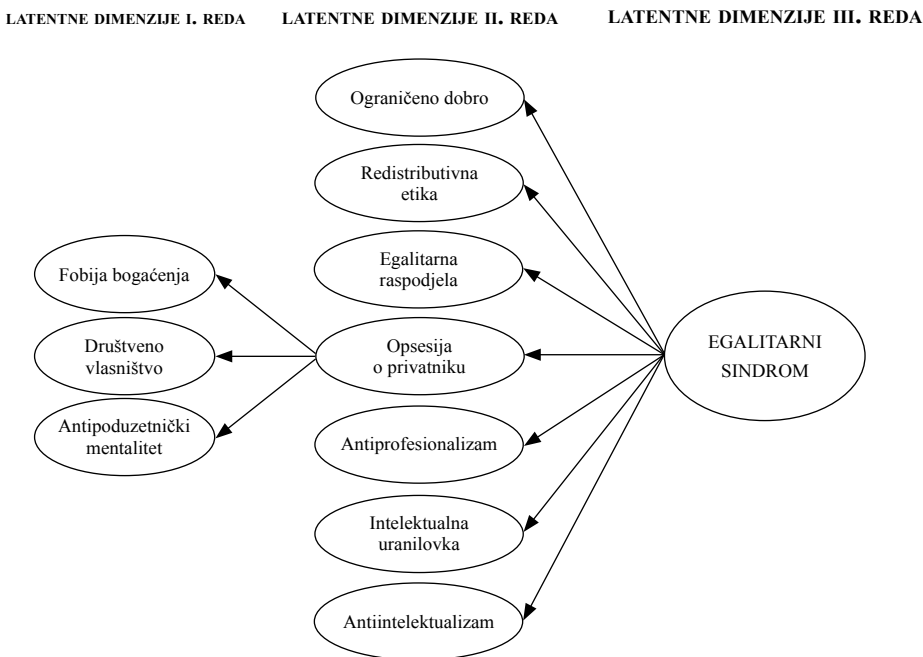 LATENTNE DIMENZIJE I. REDA
LATENTNE DIMENZIJE II. REDA
LATENTNE DIMENZIJE III. REDA
Ograničeno dobro
Redistributivna
etika
Egalitarna
raspodjela
Fobija bogaćenja
Društveno
vlasništvo
Antipoduzetnički
mentalitet
Opsesija
o privatniku
EGALITARNI
SINDROM
Antiprofesionalizam
Intelektualna
uranilovka
Antiintelektualizam